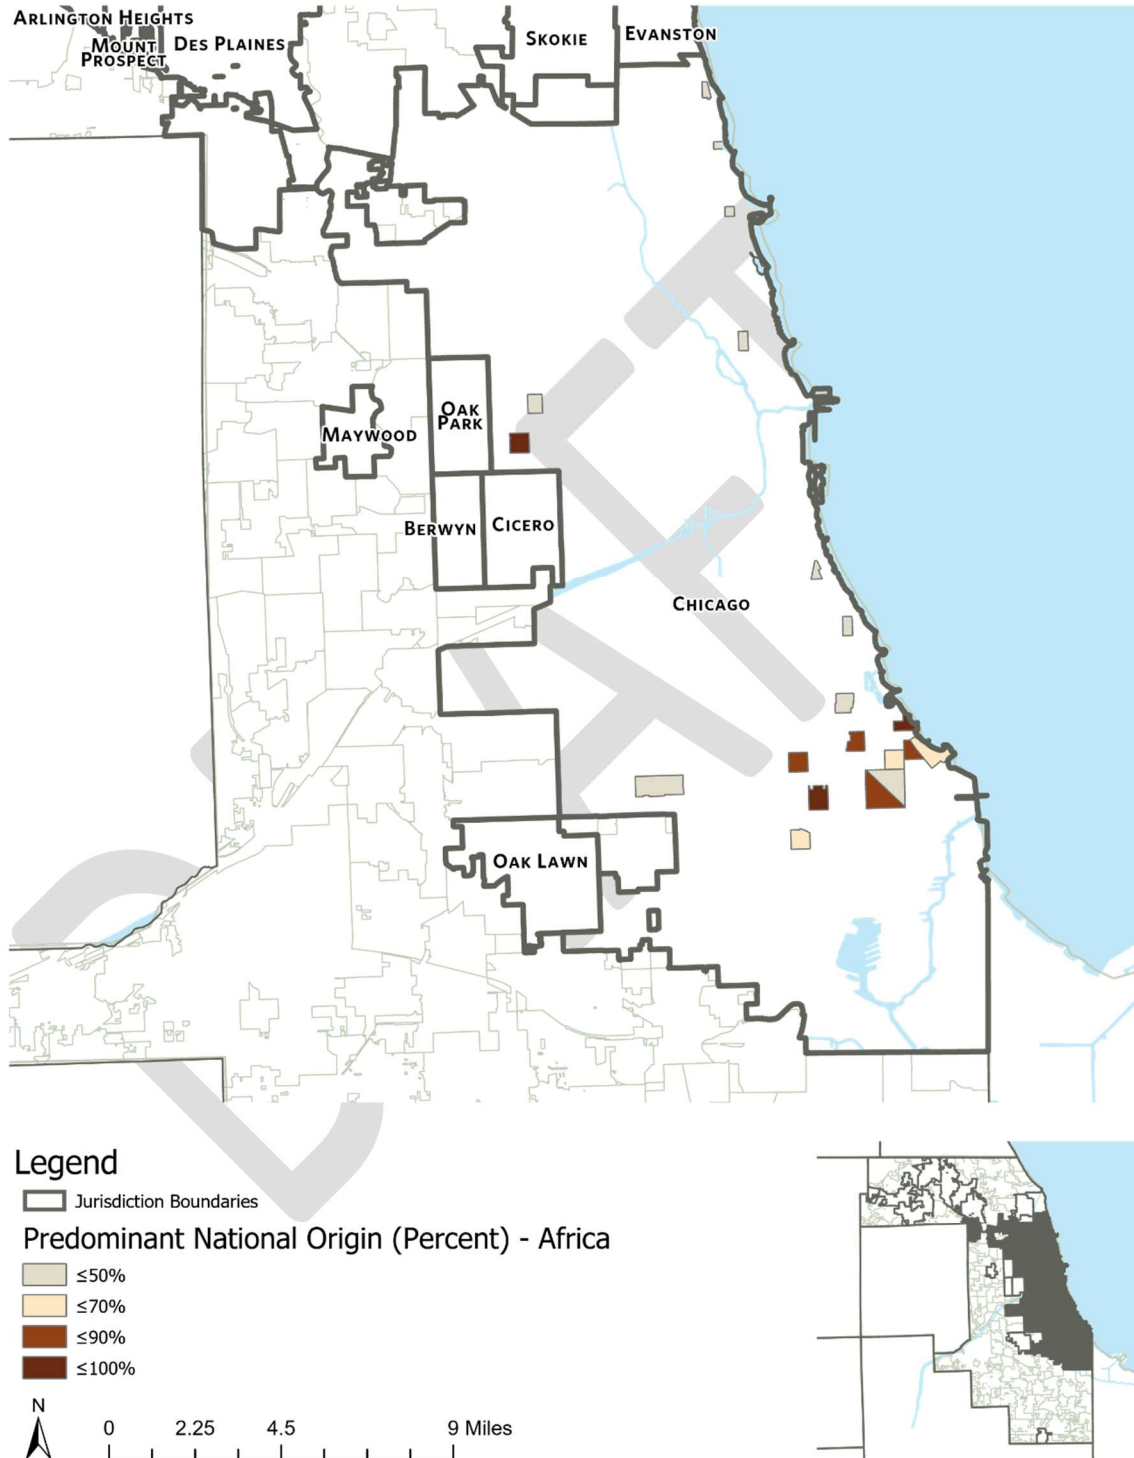 ARLINGTON HEIGHTS
MOUNT
PROSPECT
DES PLAINES
SKOKIE
EVANSTON
OAK
PARK
MAYWOOD
BERWYN
CICERO
CHICAGO
OAK LAWN
DRAFT
Legend
Jurisdiction Boundaries
Predominant National Origin (Percent) - Africa
≤50%
≤70%
≤90%
≤100%
N
0 2.25 4.5 9 Miles